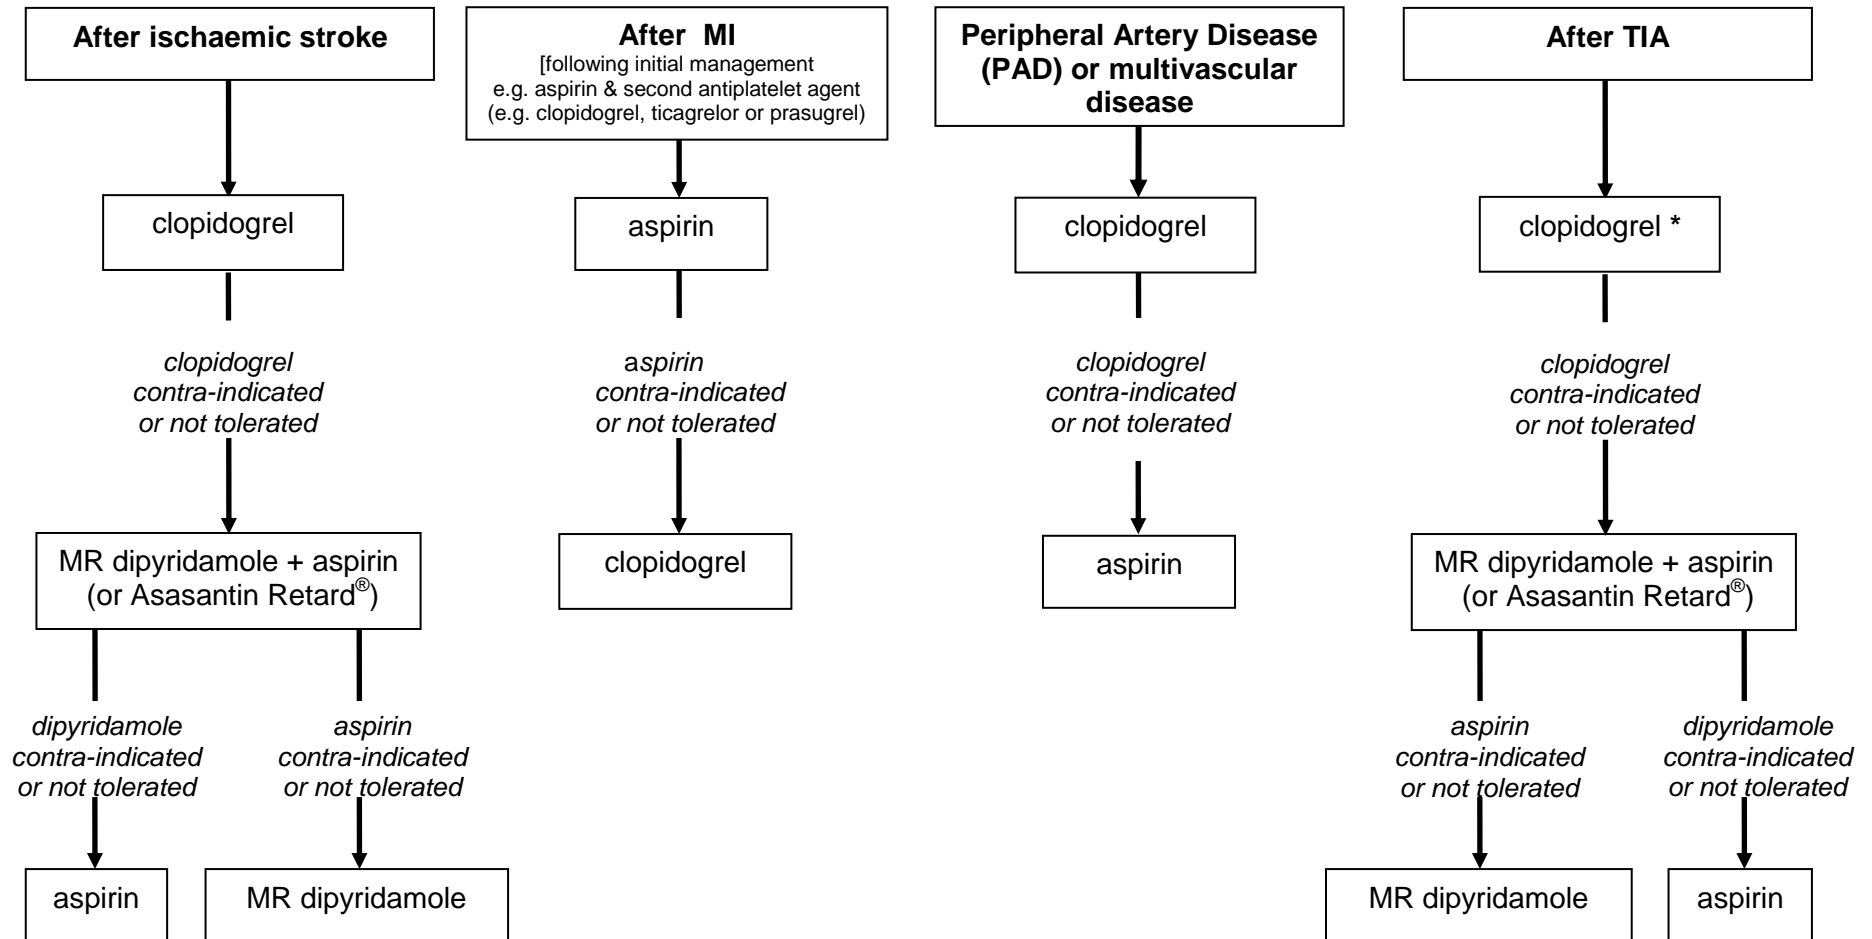 After ischaemic stroke
clopidogrel
clopidogrel
contra-indicated
or not tolerated
MR dipyridamole + aspirin
(or Asasantin Retard®)
dipyridamole
contra-indicated
or not tolerated
aspirin
aspirin
contra-indicated
or not tolerated
MR dipyridamole
After MI
[following initial management
e.g. aspirin & second antiplatelet agent
(e.g. clopidogrel, ticagrelor or prasugrel)
aspirin
aspirin
contra-indicated
or not tolerated
clopidogrel
Peripheral Artery Disease
(PAD) or multivascular
disease
clopidogrel
clopidogrel
contra-indicated
or not tolerated
aspirin
After TIA
clopidogrel *
clopidogrel
contra-indicated
or not tolerated
MR dipyridamole + aspirin
(or Asasantin Retard®)
aspirin
contra-indicated
or not tolerated
MR dipyridamole
dipyridamole
contra-indicated
or not tolerated
aspirin